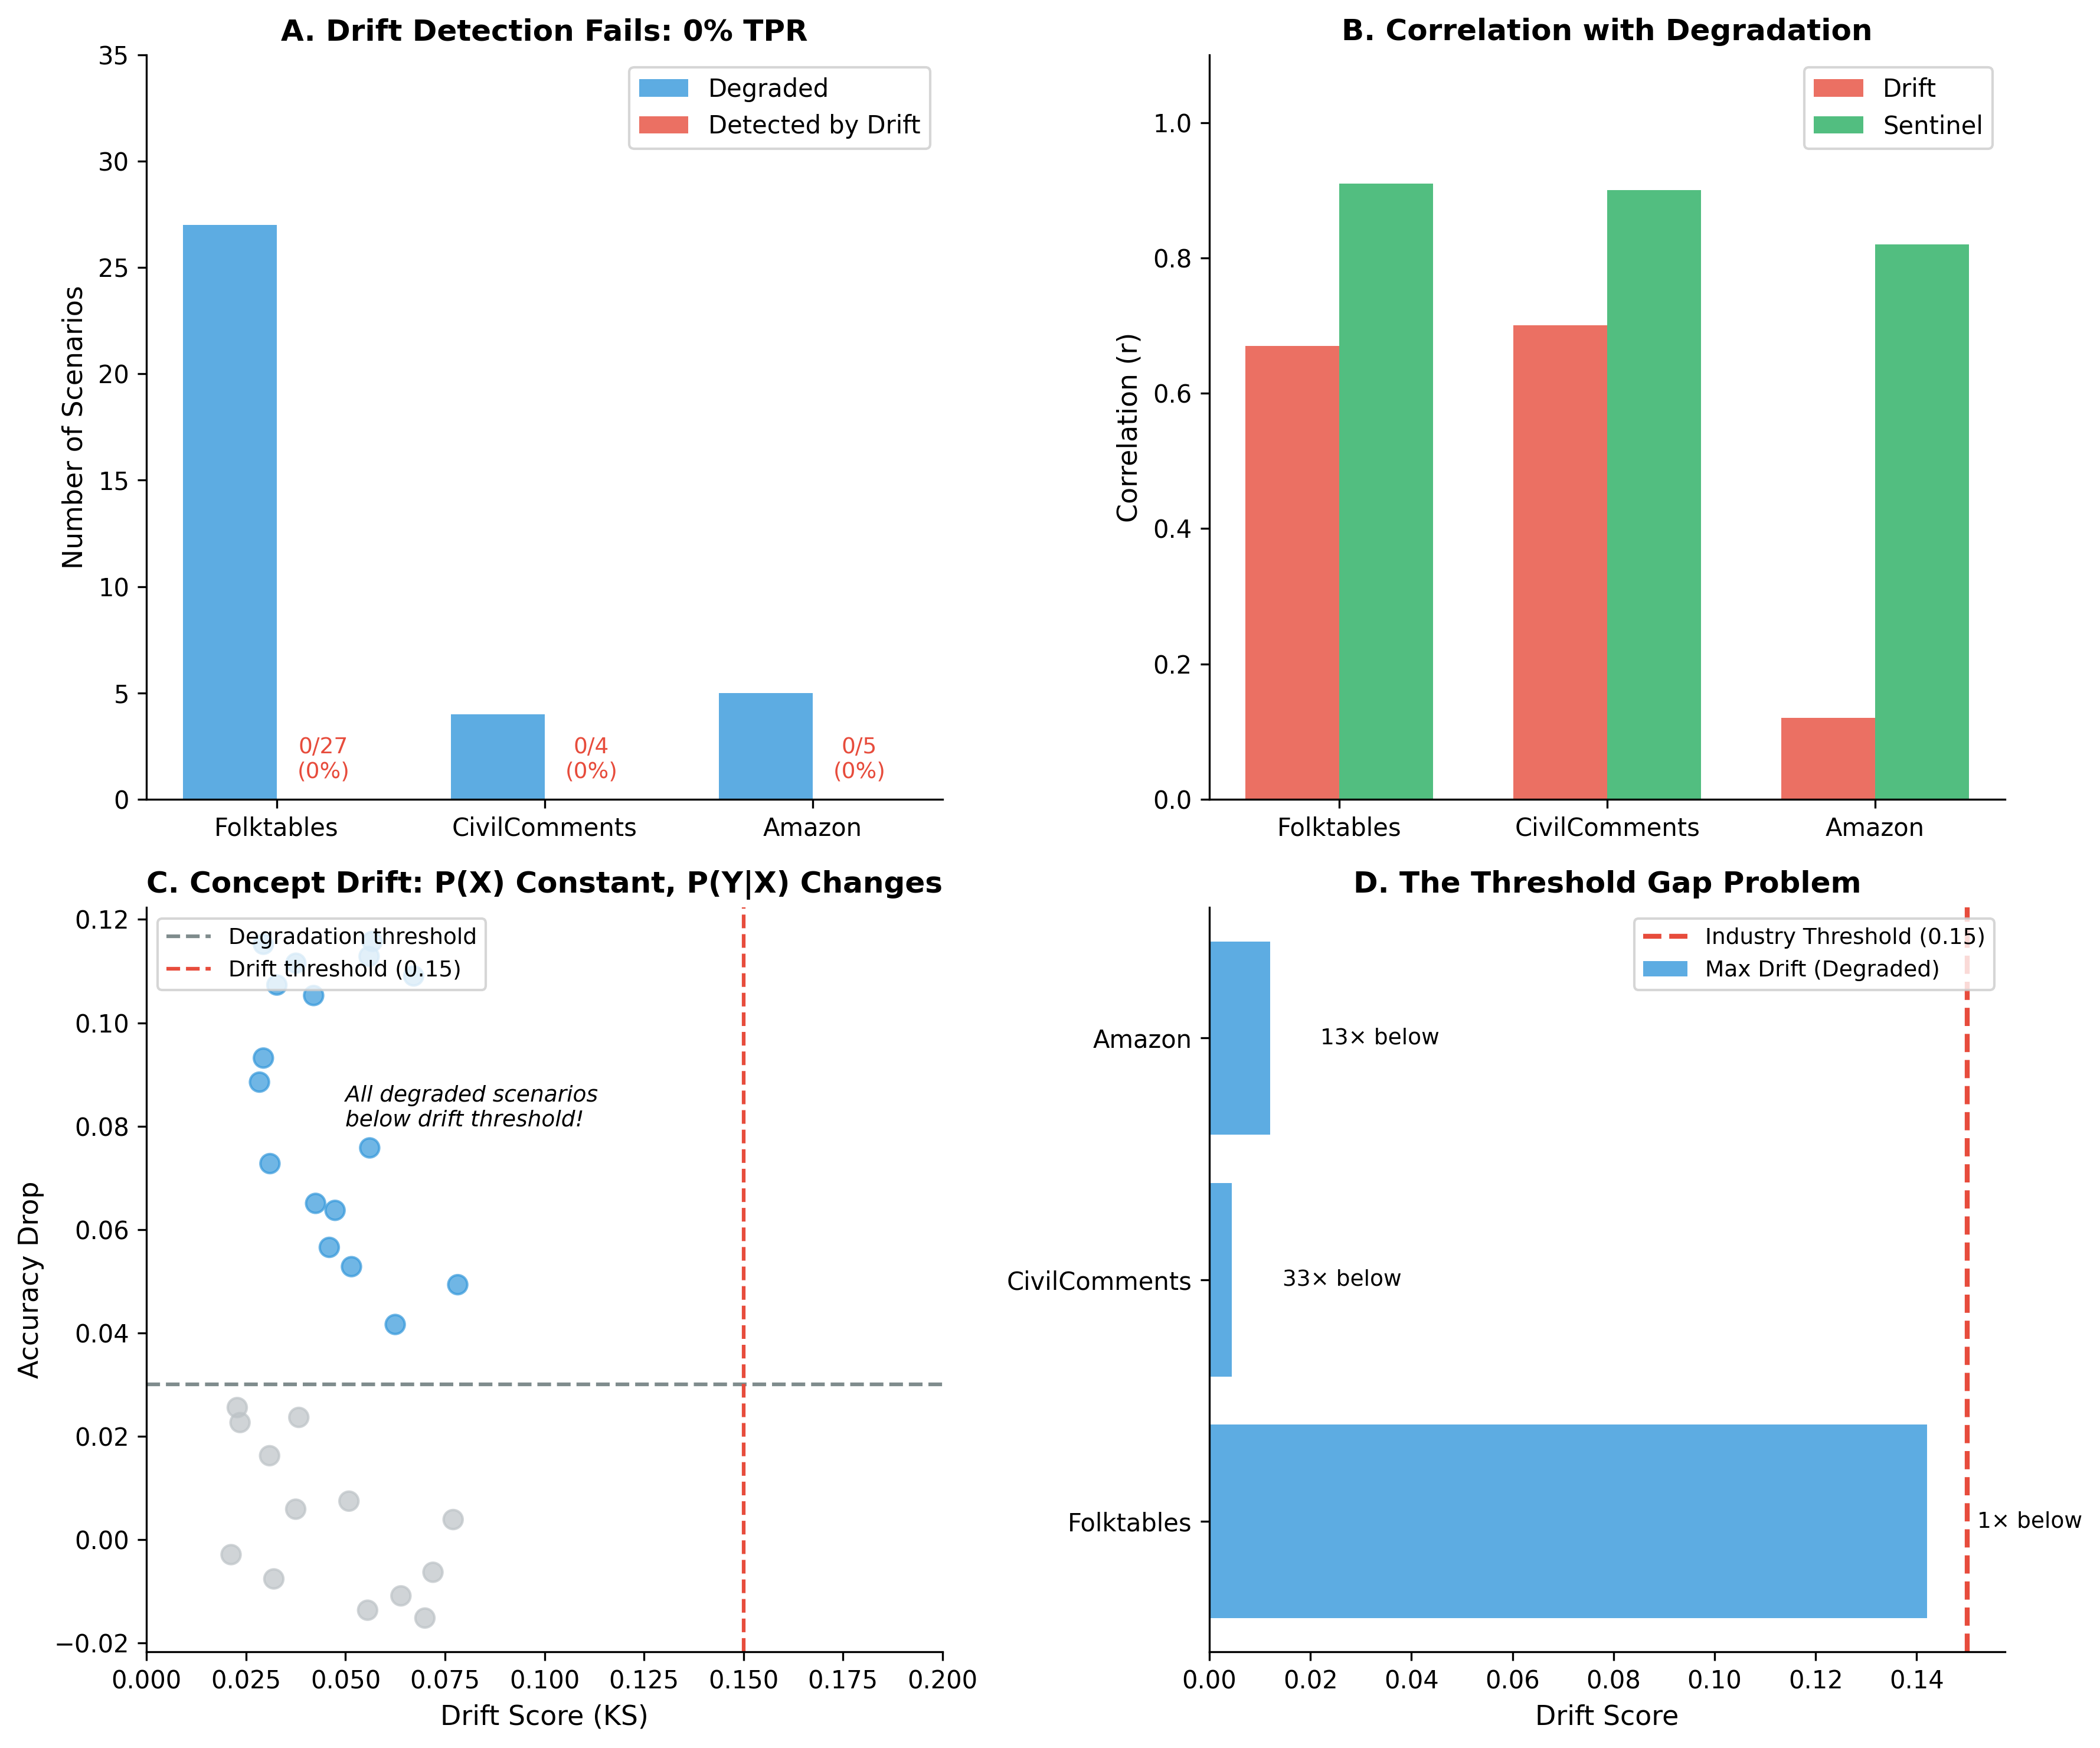 A. Drift Detection Fails: 0% TPR
35
30
25
20
15
10
5
0
Number of Scenarios
Degraded
Detected by Drift
0/27
(0%)
0/4
(0%)
0/5
(0%)
Folktables
CivilComments
Amazon
B. Correlation with Degradation
1.0
0.8
0.6
0.4
0.2
0.0
Correlation (r)
Drift
Sentinel
Folktables
CivilComments
Amazon
C. Concept Drift: P(X) Constant, P(Y|X) Changes
0.12
0.10
0.08
0.06
0.04
0.02
0.00
−0.02
Accuracy Drop
Degradation threshold
Drift threshold (0.15)
All degraded scenarios
below drift threshold!
0.000
0.025
0.050
0.075
0.100
0.125
0.150
0.175
0.200
Drift Score (KS)
D. The Threshold Gap Problem
Industry Threshold (0.15)
Max Drift (Degraded)
Amazon
13× below
CivilComments
33× below
Folktables
1× below
0.00
0.02
0.04
0.06
0.08
0.10
0.12
0.14
Drift Score